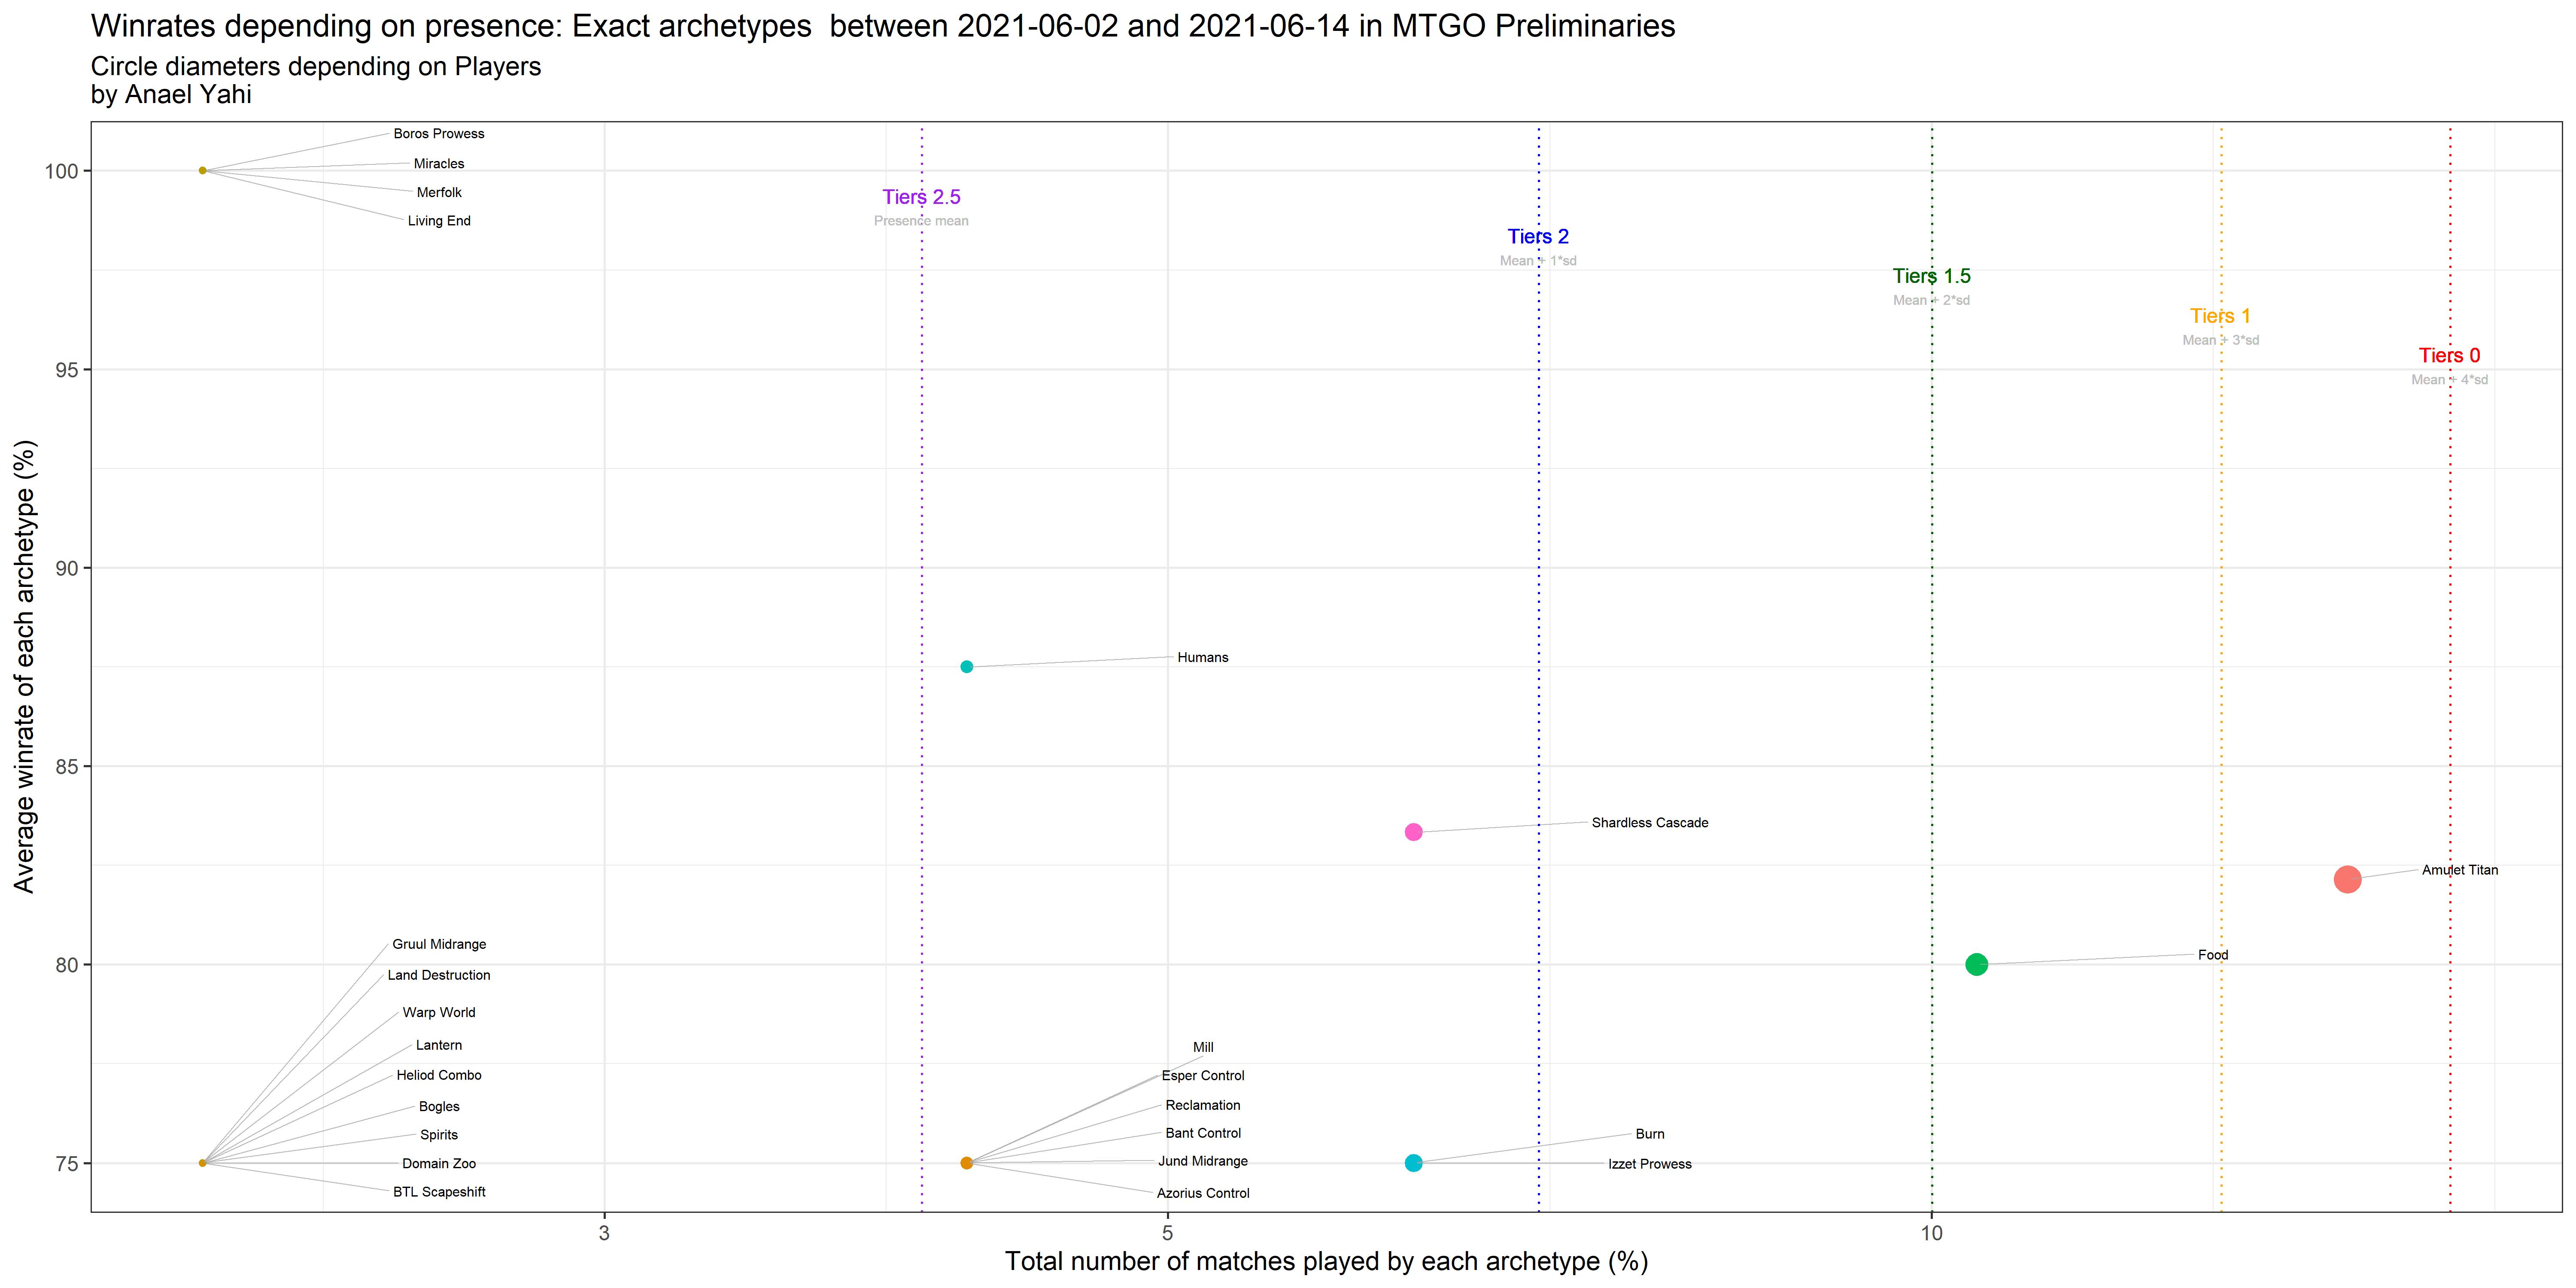 Winrates depending on presence: Exact archetypes  between 2021-06-02 and 2021-06-14 in MTGO Preliminaries
Circle diameters depending on Players
by Anael Yahi
Average winrate of each archetype (%)
100
95
90
85
80
75
Boros Prowess
Miracles
Merfolk
Living End
Tiers 2.5
Presence mean
Tiers 2
Mean + 1*sd
Tiers 1.5
Mean + 2*sd
Tiers 1
Mean + 3*sd
Tiers 0
Mean + 4*sd
Humans
Shardless Cascade
Amulet Titan
Food
Gruul Midrange
Land Destruction
Warp World
Lantern
Heliod Combo
Bogles
Spirits
Domain Zoo
BTL Scapeshift
Mill
Esper Control
Reclamation
Bant Control
Jund Midrange
Azorius Control
Burn
Izzet Prowess
3
5
10
Total number of matches played by each archetype (%)